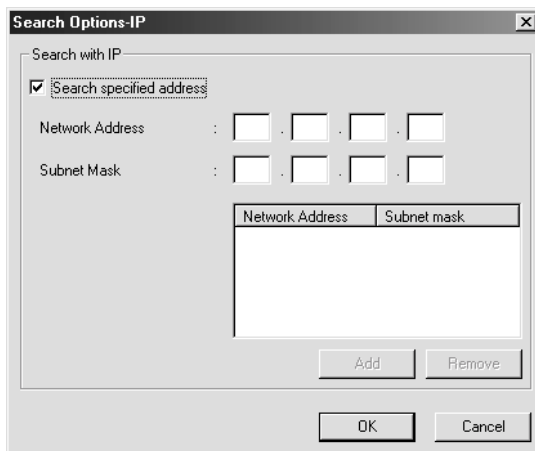 Search Options-IP
Search with IP
Search specified address
Network Address : . . .
Subnet Mask : . . .
Network Address Subnet mask
Add Remove
OK Cancel